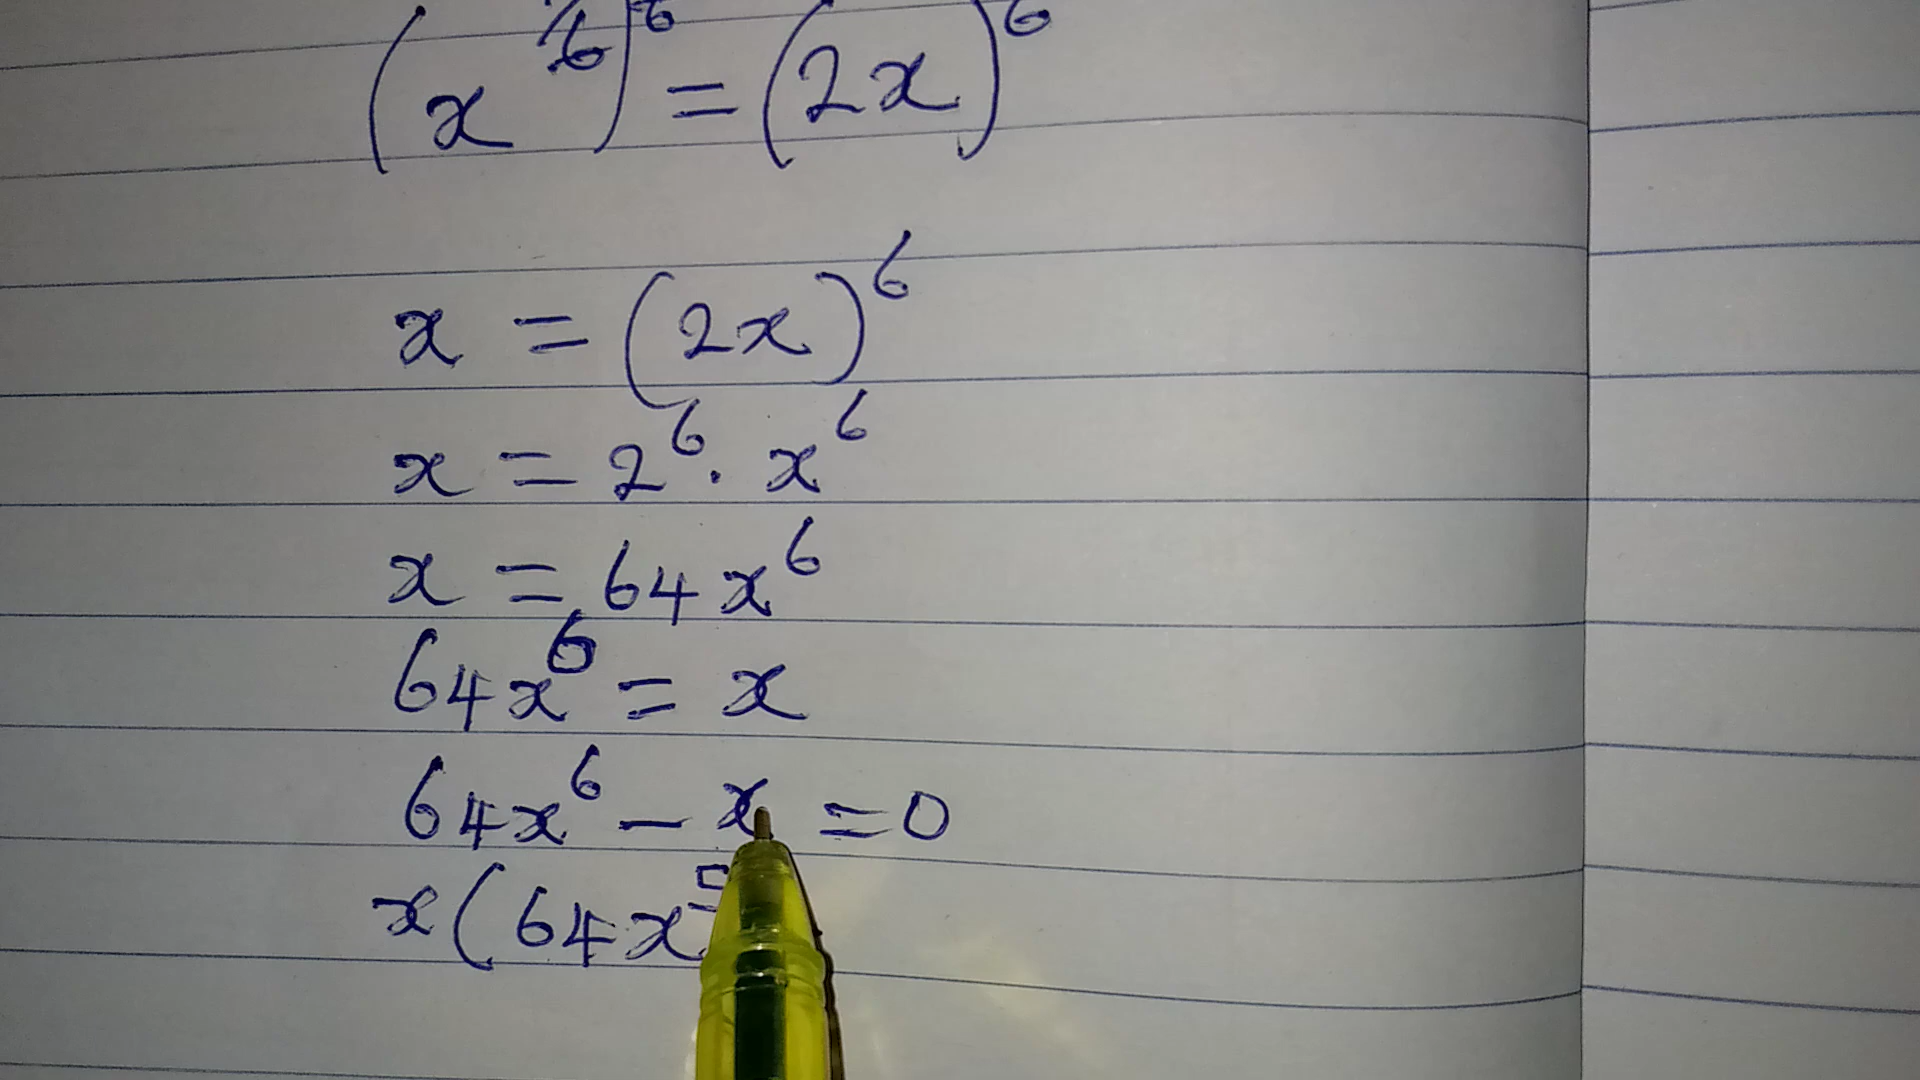 (x^1/6)^6 = (2x)^6
x = (2x)^6
x = 2^6 · x^6
x = 64x^6
64x^6 = x
64x^6 - x = 0
x(64x^5